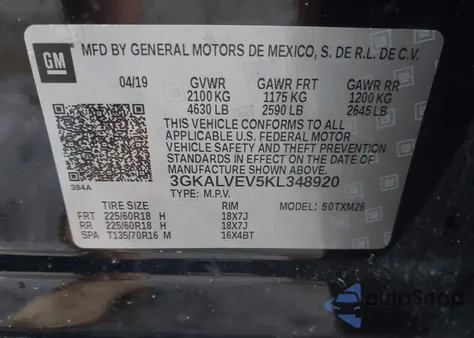 GM
MFD BY GENERAL MOTORS DE MEXICO, S. DE R.L. DE C.V.
04/19 GVWR GAWR FRT GAWR RR
2100 KG 1175 KG 1200 KG
4630 LB 2590 LB 2645 LB
THIS VEHICLE CONFORMS TO ALL
APPLICABLE U.S. FEDERAL MOTOR
VEHICLE SAFETY, BUMPER, AND THEFT
PREVENTION STANDARDS IN EFFECT ON
THE DATE OF MANUFACTURE SHOWN ABOVE.
384A
3GKALVEV5KL348920
TYPE: M.P.V. MODEL: 50TXM26
TIRE SIZE RIM
FRT 225/60R18 H 18X7J
RR 225/60R18 H 18X7J
SPA T135/70R16 M 16X4BT
AutoSnap